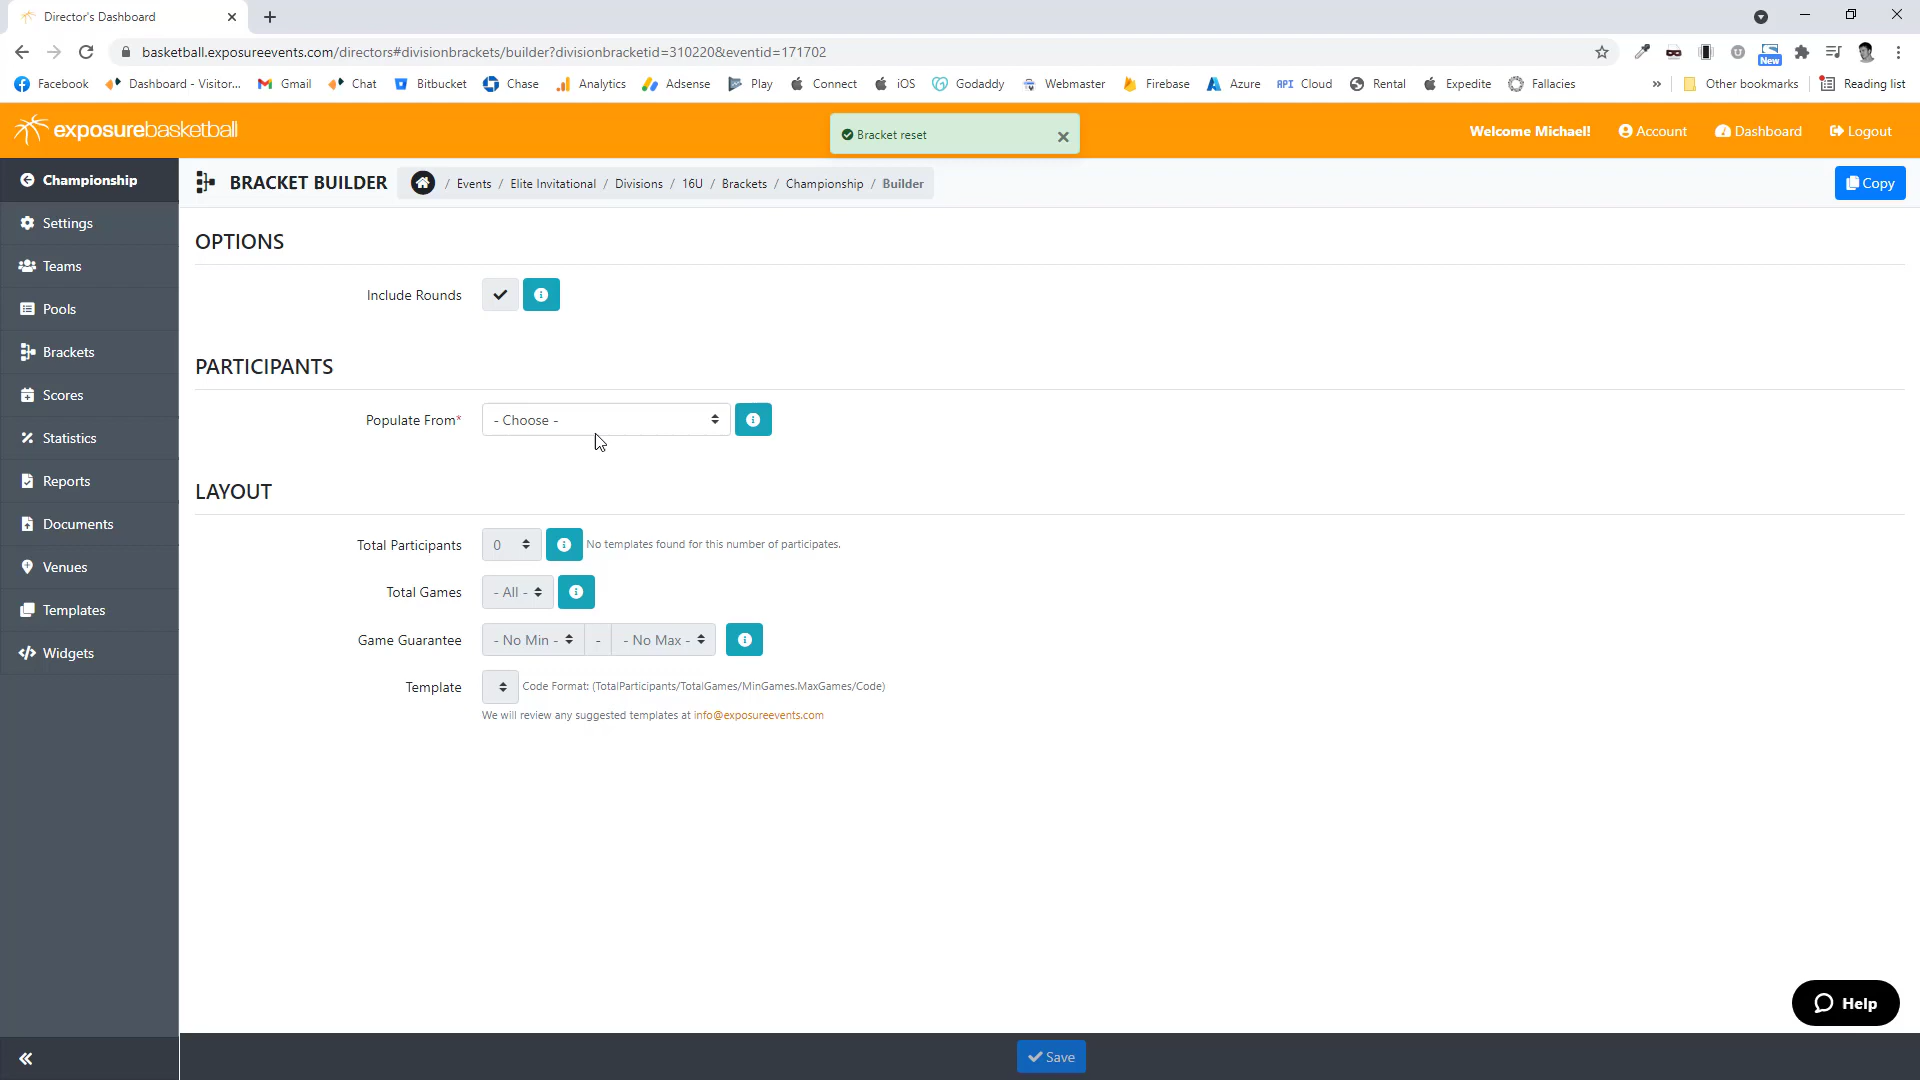 Director's Dashboard
basketball.exposureevents.com/directors#divisionbrackets/builder?divisionbracketid=310220&eventid=171702
New
Facebook Dashboard - Visitor... Gmail Chat Bitbucket Chase Analytics Adsense Play Connect iOS Godaddy Webmaster Firebase Azure API Cloud Rental Expedite Fallacies » Other bookmarks Reading list
exposurebasketball
Bracket reset
Welcome Michael! Account Dashboard Logout
Championship
BRACKET BUILDER / Events / Elite Invitational / Divisions / 16U / Brackets / Championship / Builder
Copy
Settings
Teams
Pools
Brackets
Scores
Statistics
Reports
Documents
Venues
Templates
Widgets
OPTIONS
Include Rounds
PARTICIPANTS
Populate From* - Choose -
LAYOUT
Total Participants 0 No templates found for this number of participates.
Total Games - All -
Game Guarantee - No Min - - - No Max -
Template Code Format: (TotalParticipants/TotalGames/MinGames.MaxGames/Code)
We will review any suggested templates at info@exposureevents.com
Help
Save